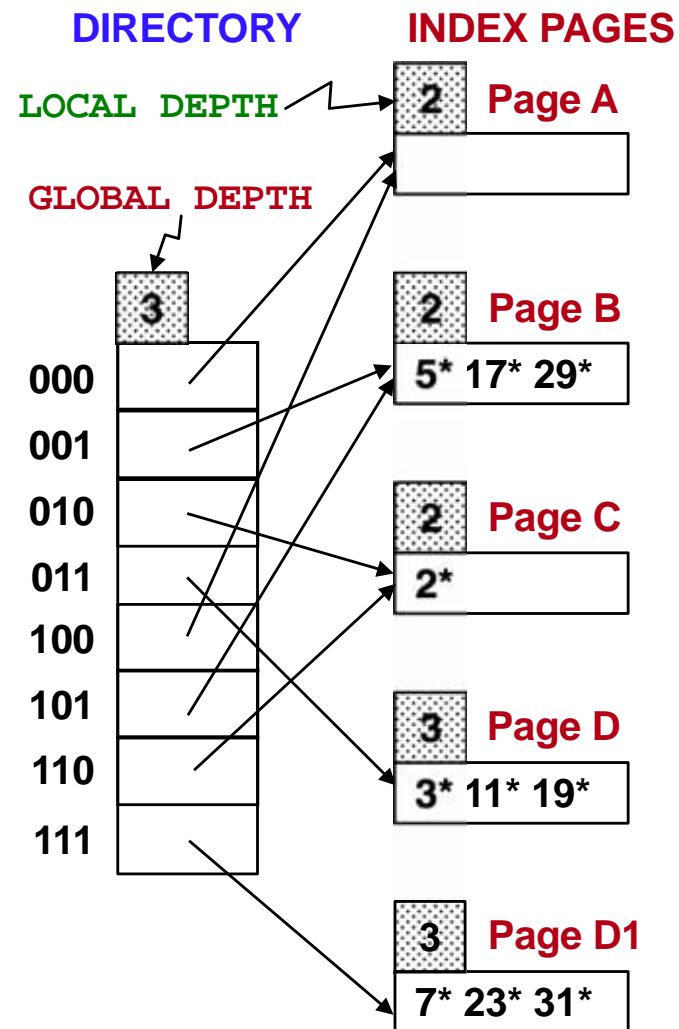 DIRECTORY INDEX PAGES
LOCAL DEPTH
2 Page A
GLOBAL DEPTH
3
2 Page B
5* 17* 29*
000
001
010
011
100
101
110
111
2 Page C
2*
3 Page D
3* 11* 19*
3 Page D1
7* 23* 31*